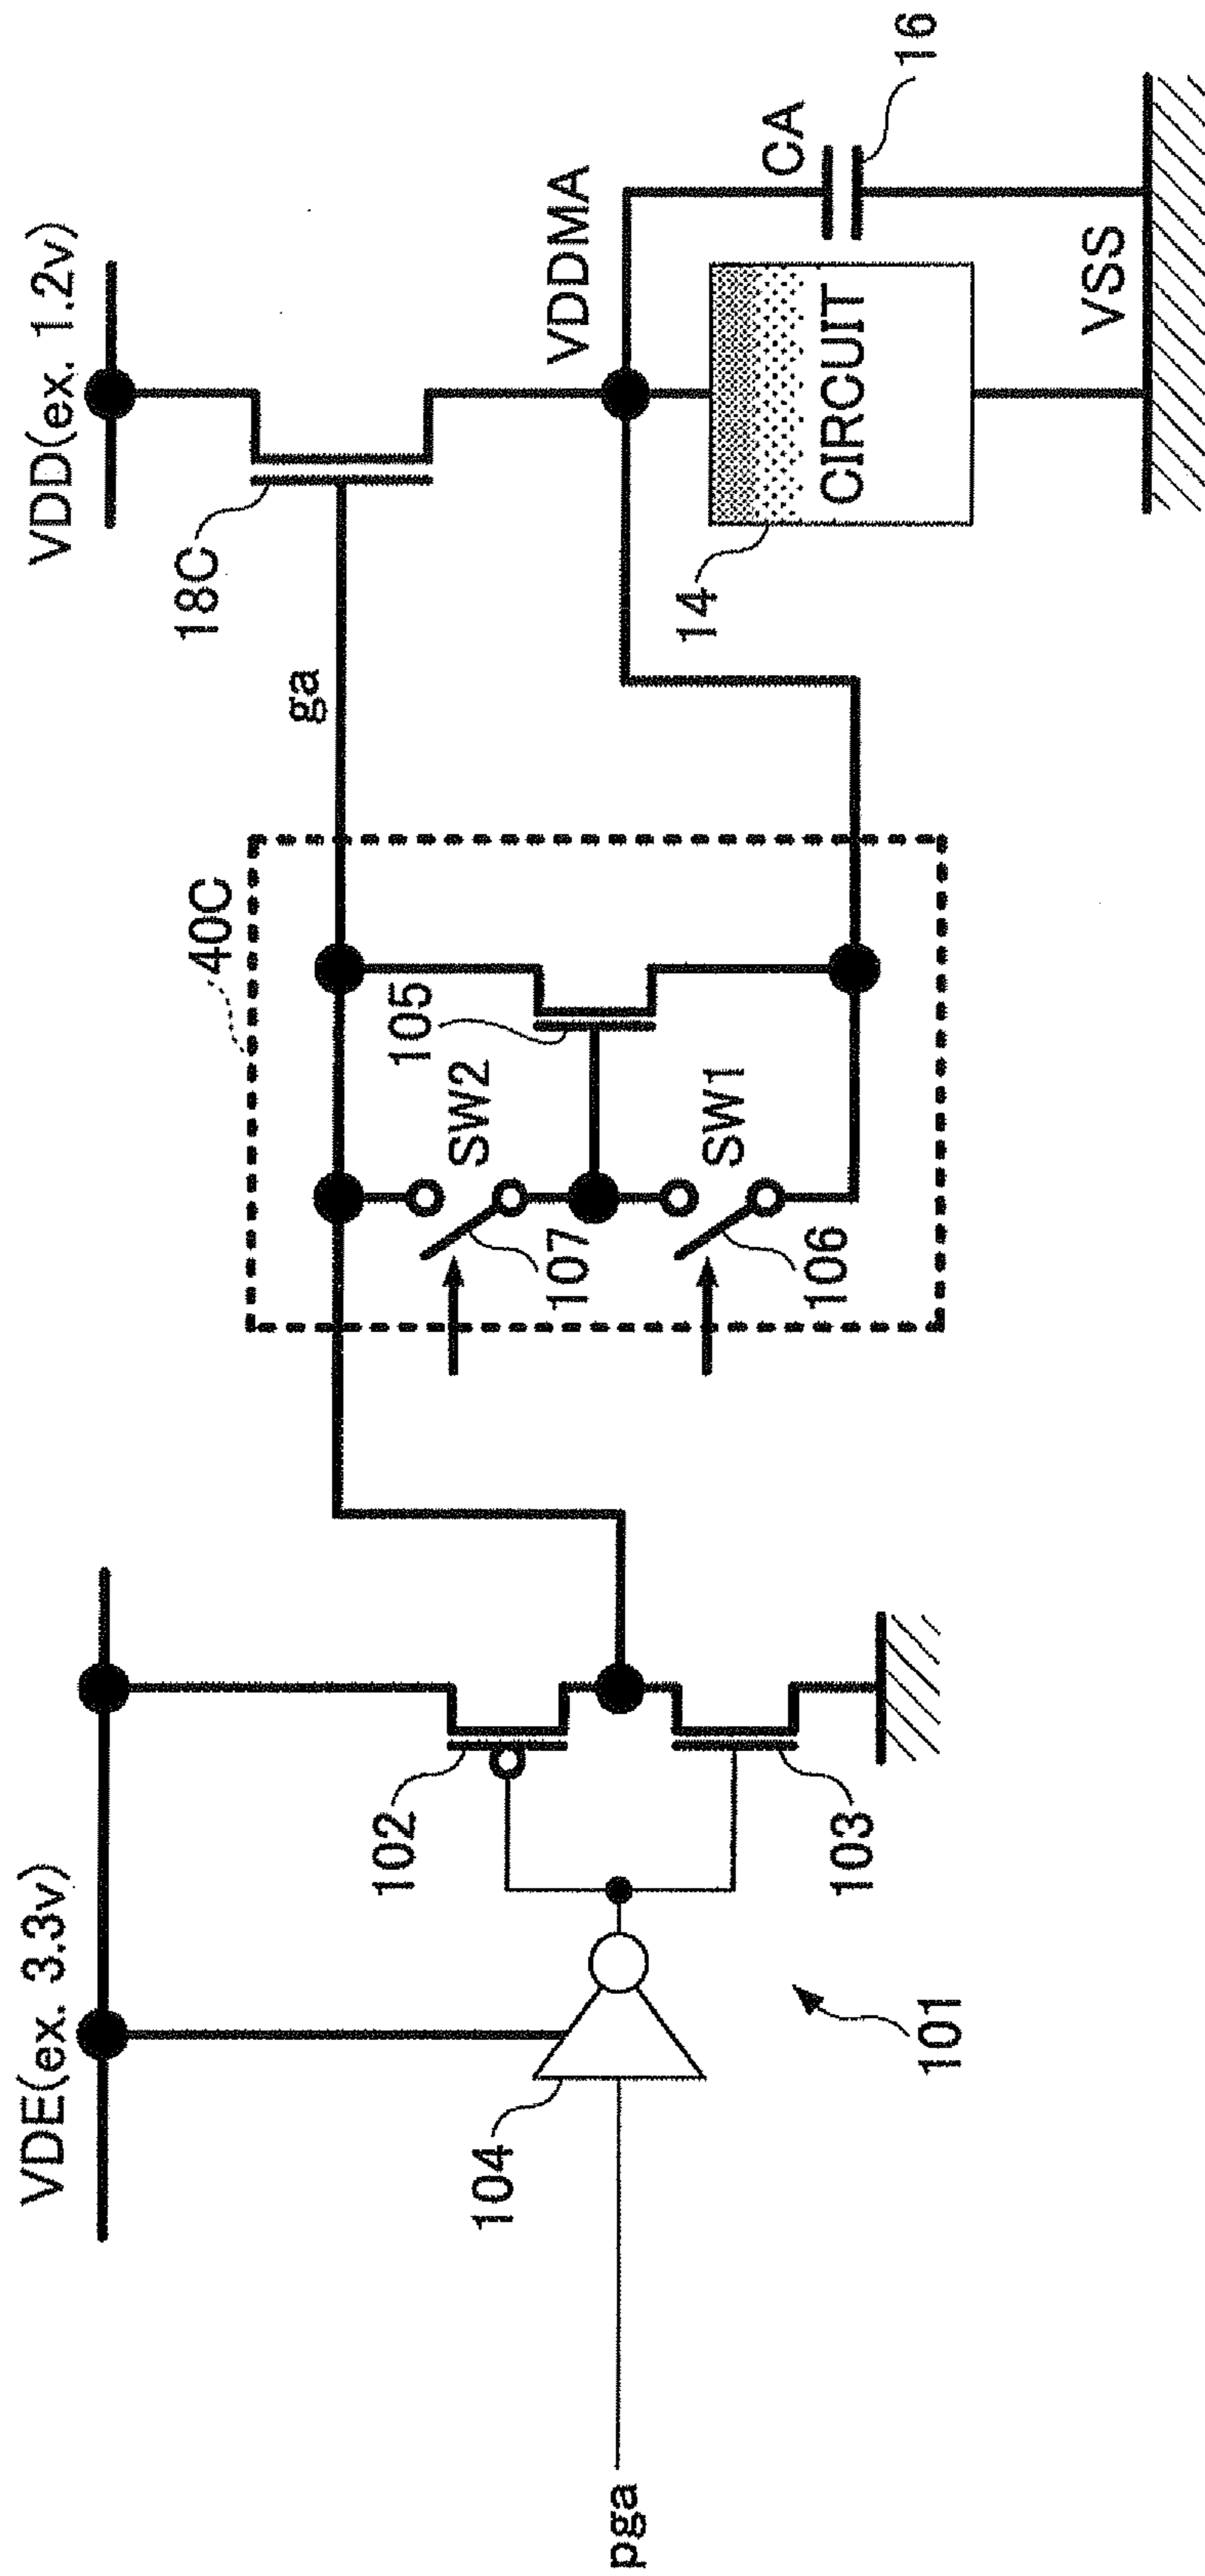 VDE(ex. 3.3v)
VDD(ex. 1.2v)
18C
40C
ga
102
105
SW2
VDDMA
107
CA
16
104
pga
SW1
14
CIRCUIT
103
106
101
VSS